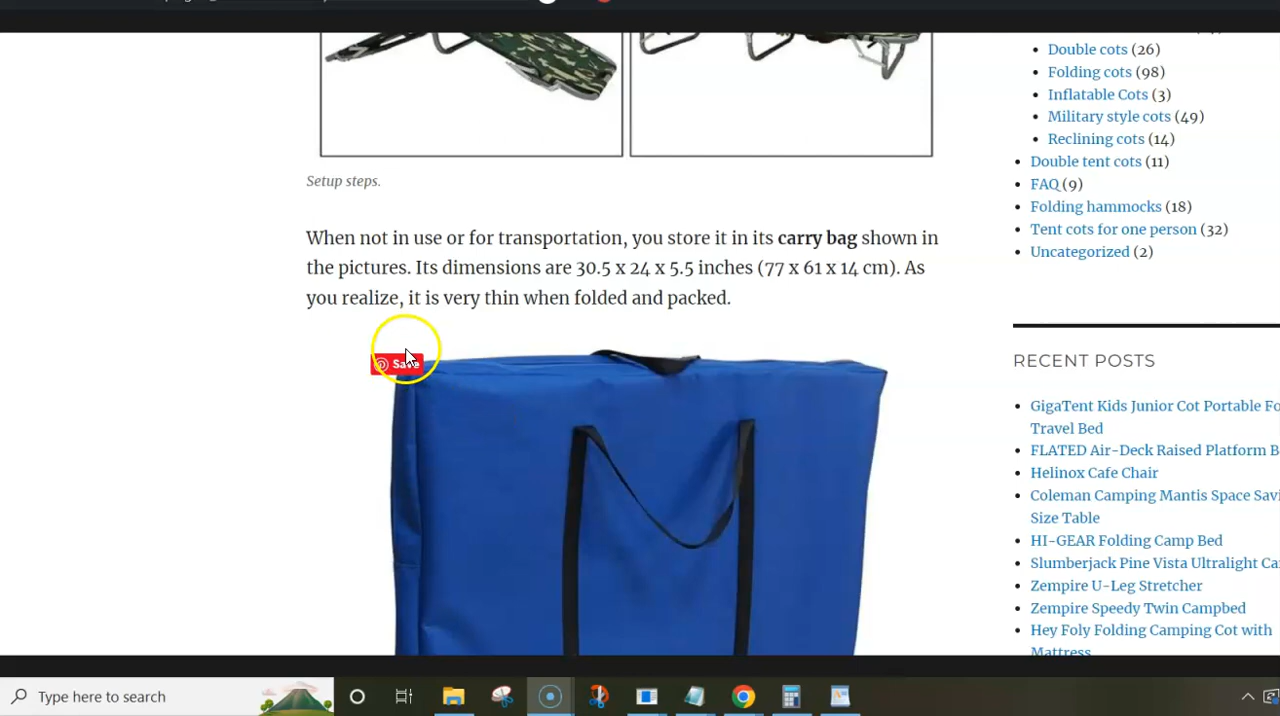 Double cots (26)
Folding cots (98)
Inflatable Cots (3)
Military style cots (49)
Reclining cots (14)
Double tent cots (11)
FAQ (9)
Folding hammocks (18)
Tent cots for one person (32)
Uncategorized (2)
Setup steps.
When not in use or for transportation, you store it in its carry bag shown in
the pictures. Its dimensions are 30.5 x 24 x 5.5 inches (77 x 61 x 14 cm). As
you realize, it is very thin when folded and packed.
Save
RECENT POSTS
GigaTent Kids Junior Cot Portable Fo
Travel Bed
FLATED Air-Deck Raised Platform B
Helinox Cafe Chair
Coleman Camping Mantis Space Savi
Size Table
HI-GEAR Folding Camp Bed
Slumberjack Pine Vista Ultralight Ca
Zempire U-Leg Stretcher
Zempire Speedy Twin Campbed
Hey Foly Folding Camping Cot with
Mattress
Type here to search